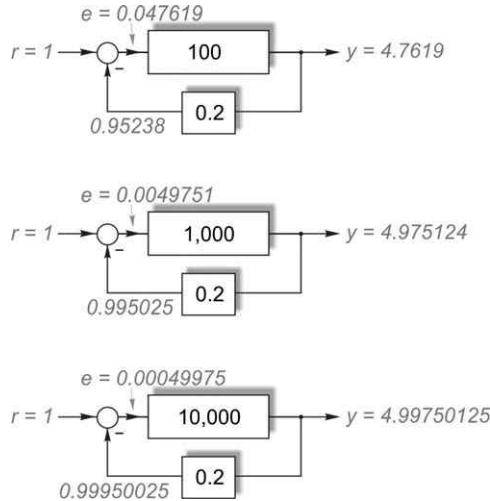 e = 0.047619
r = 1
100
y = 4.7619
-
0.2
0.95238
e = 0.0049751
r = 1
1,000
y = 4.975124
-
0.2
0.995025
e = 0.00049975
r = 1
10,000
y = 4.99750125
-
0.2
0.99950025